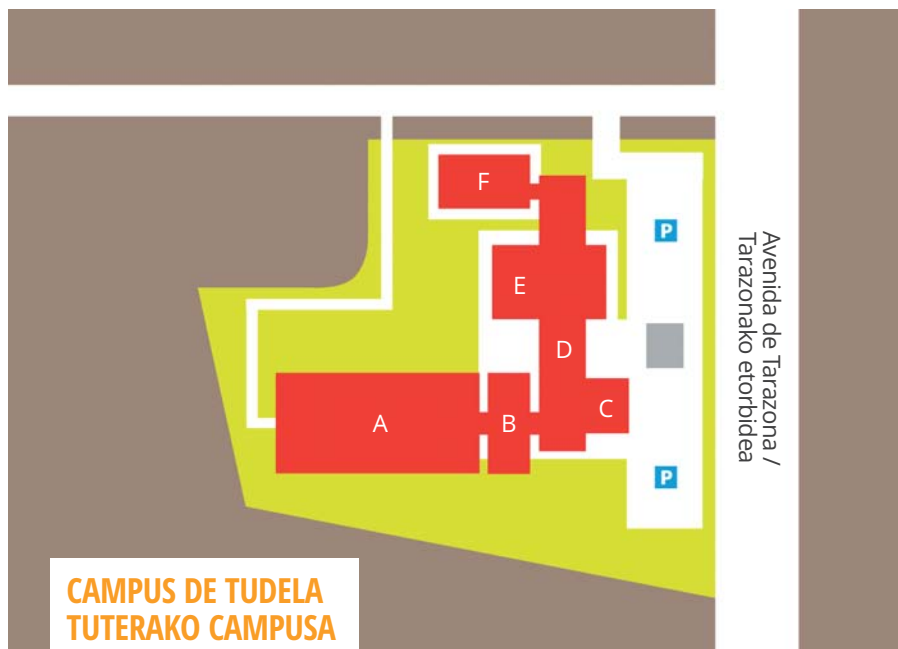 F
P
E
Avenida de Tarazona /
Tarazonako etorbidea
D
C
A
B
P
CAMPUS DE TUDELA
TUTERAKO CAMPUSA